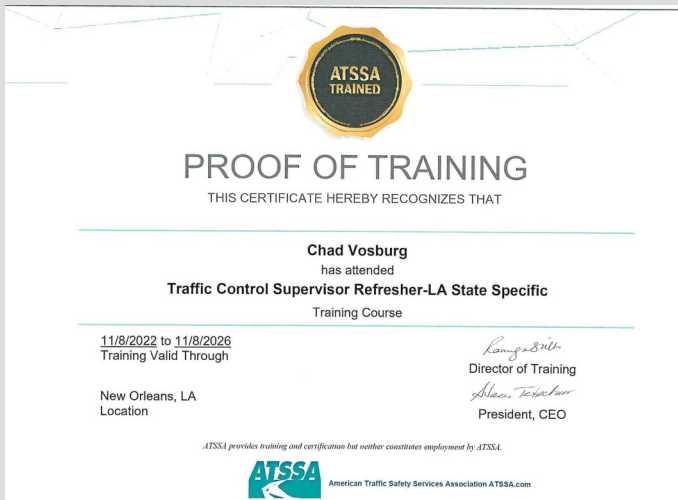 ATSSA
TRAINED
PROOF OF TRAINING
THIS CERTIFICATE HEREBY RECOGNIZES THAT
Chad Vosburg
has attended
Traffic Control Supervisor Refresher-LA State Specific
Training Course
11/8/2022 to 11/8/2026
Training Valid Through
Director of Training
New Orleans, LA
Location
President, CEO
ATSSA provides training and certification but neither constitutes employment by ATSSA.
ATSSA
American Traffic Safety Services Association ATSSA.com